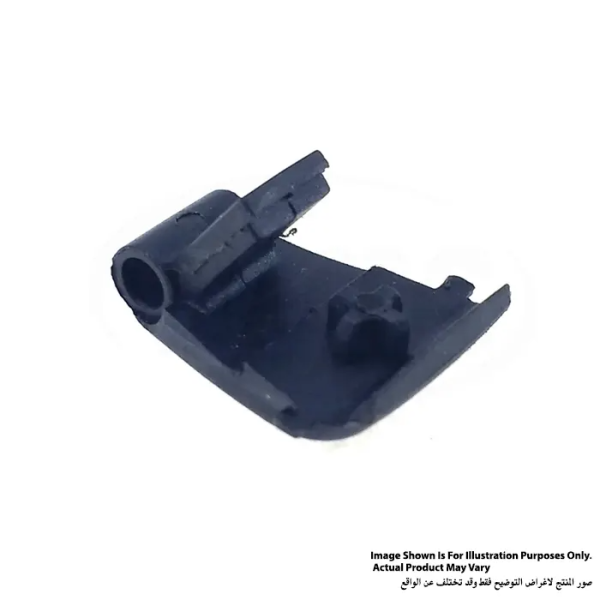 Image Shown Is For Illustration Purposes Only.
Actual Product May Vary
صور المنتج لاغراض التوضيح فقط وقد تختلف عن الواقع